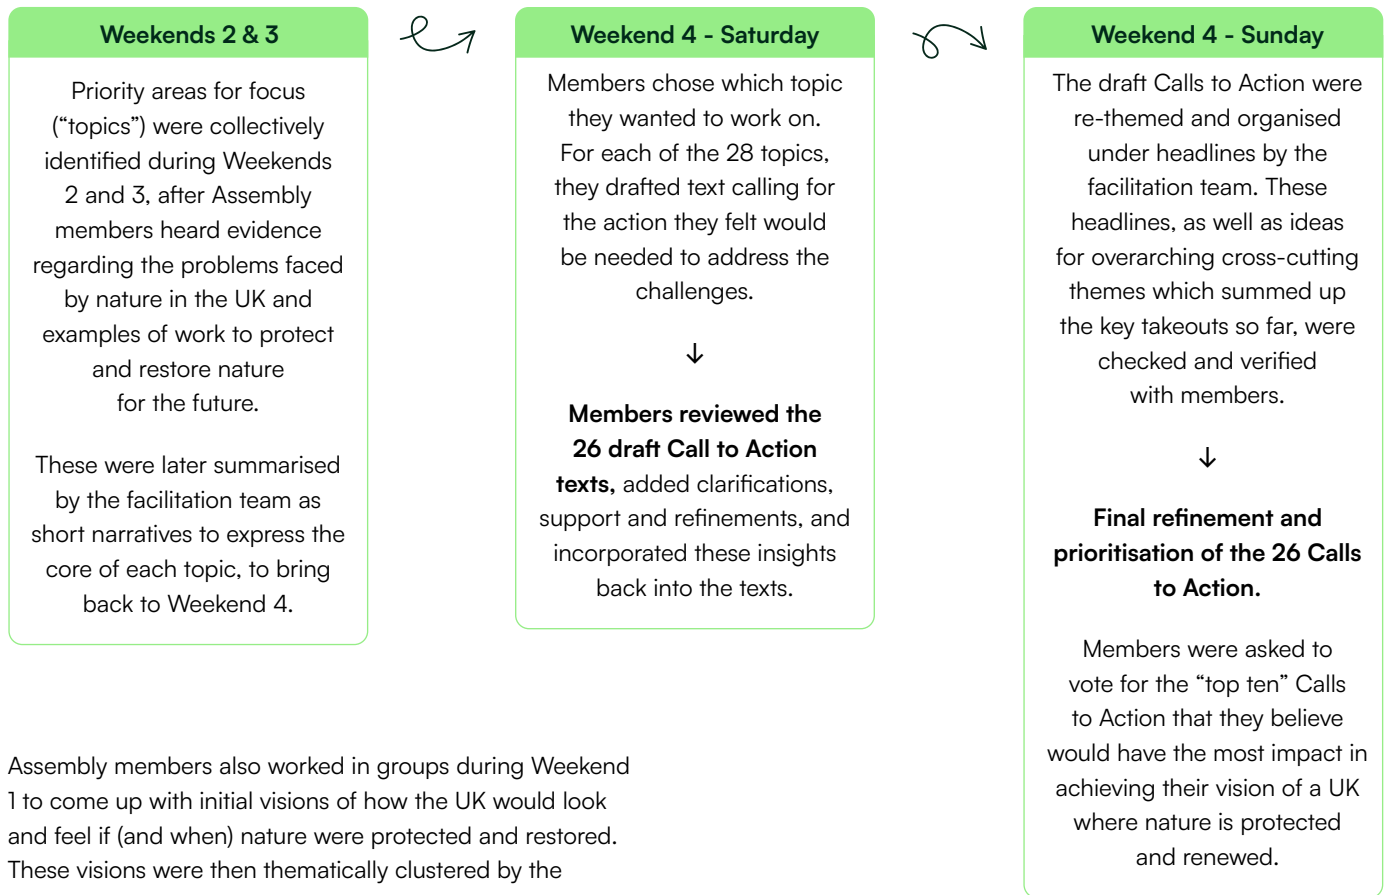 Weekends 2 & 3
Priority areas for focus
(“topics”) were collectively
identified during Weekends
2 and 3, after Assembly
members heard evidence
regarding the problems faced
by nature in the UK and
examples of work to protect
and restore nature
for the future.
These were later summarised
by the facilitation team as
short narratives to express the
core of each topic, to bring
back to Weekend 4.
Weekend 4 - Saturday
Members chose which topic
they wanted to work on.
For each of the 28 topics,
they drafted text calling for
the action they felt would
be needed to address the
challenges.
↓
Members reviewed the
26 draft Call to Action
texts, added clarifications,
support and refinements, and
incorporated these insights
back into the texts.
Weekend 4 - Sunday
The draft Calls to Action were
re-themed and organised
under headlines by the
facilitation team. These
headlines, as well as ideas
for overarching cross-cutting
themes which summed up
the key takeouts so far, were
checked and verified
with members.
↓
Final refinement and
prioritisation of the 26 Calls
to Action.
Members were asked to
vote for the “top ten” Calls
to Action that they believe
would have the most impact in
achieving their vision of a UK
where nature is protected
and renewed.
Assembly members also worked in groups during Weekend
1 to come up with initial visions of how the UK would look
and feel if (and when) nature were protected and restored.
These visions were then thematically clustered by the